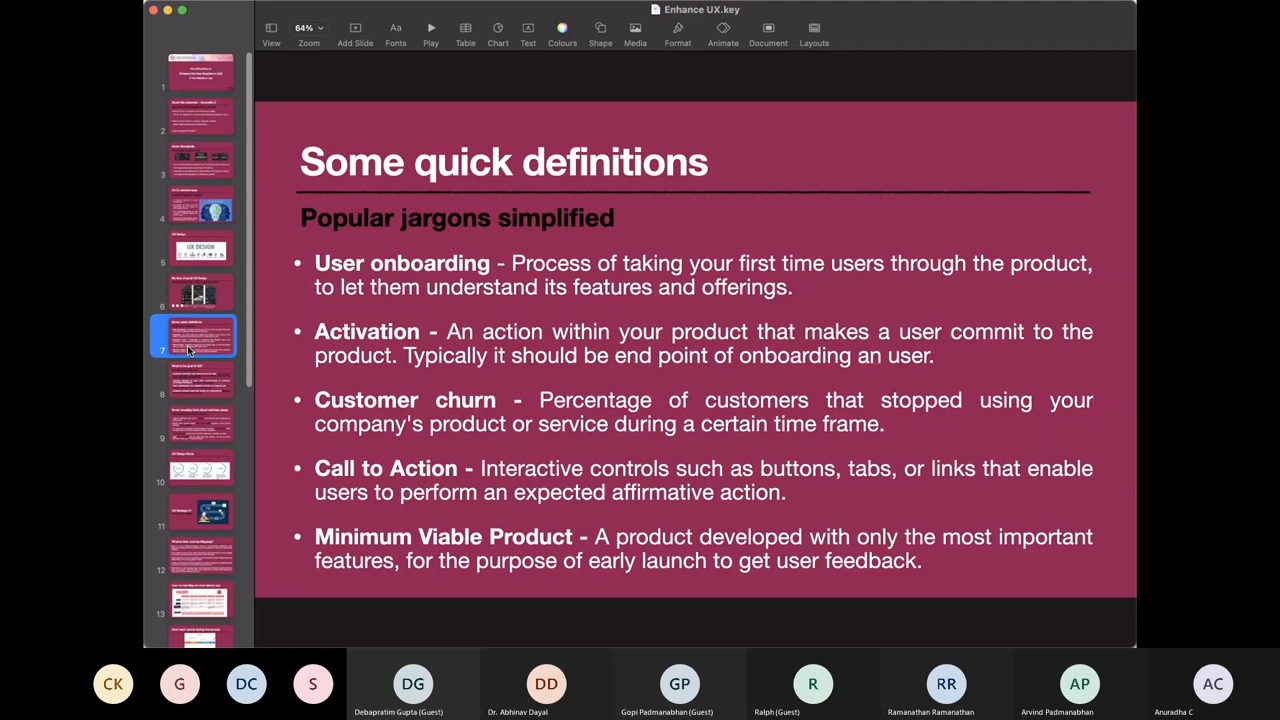 Enhance UX.key
64%
View Zoom Add Slide Fonts Play Table Chart Text Colours Shape Media Format Animate Document Layouts
1
2
3
4
5
UX DESIGN
6
7
8
9
10
11
12
13
Some quick definitions
Popular jargons simplified
• User onboarding - Process of taking your first time users through the product,
to let them understand its features and offerings.
• Activation - An action within your product that makes a user commit to the
product. Typically it should be end point of onboarding an user.
• Customer churn - Percentage of customers that stopped using your
company's product or service during a certain time frame.
• Call to Action - Interactive controls such as buttons, tabs, or links that enable
users to perform an expected affirmative action.
• Minimum Viable Product - A product developed with only the most important
features, for the purpose of early launch to get user feedback.
CK G DC S DG DD GP R RR AP AC
Debapratim Gupta (Guest) Dr. Abhinav Dayal Gopi Padmanabhan (Guest) Ralph (Guest) Ramanathan Ramanathan Arvind Padmanabhan Anuradha C